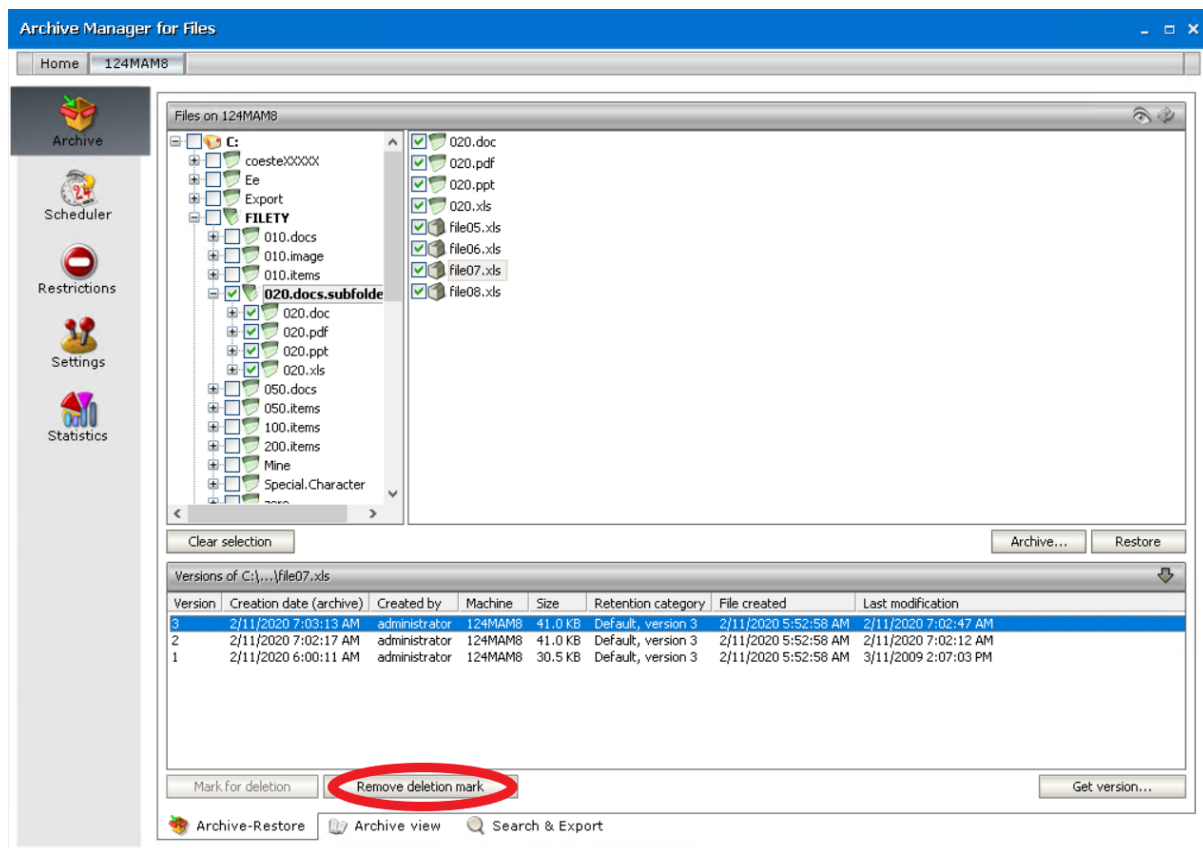 Archive Manager for Files
Home 124MAM8
Archive
Scheduler
24
Restrictions
Settings
Statistics
Files on 124MAM8
C:
coesteXXXXX
Ee
Export
FILETY
010.docs
010.image
010.items
020.docs.subfolde
020.doc
020.pdf
020.ppt
020.xls
050.docs
050.items
100.items
200.items
Mine
Special.Character
020.doc
020.pdf
020.ppt
020.xls
file05.xls
file06.xls
file07.xls
file08.xls
Clear selection Archive... Restore
Versions of C:\...\file07.xls
Version Creation date (archive) Created by Machine Size Retention category File created Last modification
3 2/11/2020 7:03:13 AM administrator 124MAM8 41.0 KB Default, version 3 2/11/2020 5:52:58 AM 2/11/2020 7:02:47 AM
2 2/11/2020 7:02:17 AM administrator 124MAM8 41.0 KB Default, version 3 2/11/2020 5:52:58 AM 2/11/2020 7:02:12 AM
1 2/11/2020 6:00:11 AM administrator 124MAM8 30.5 KB Default, version 3 2/11/2020 5:52:58 AM 3/11/2009 2:07:03 PM
Mark for deletion Remove deletion mark Get version...
Archive-Restore Archive view Search & Export